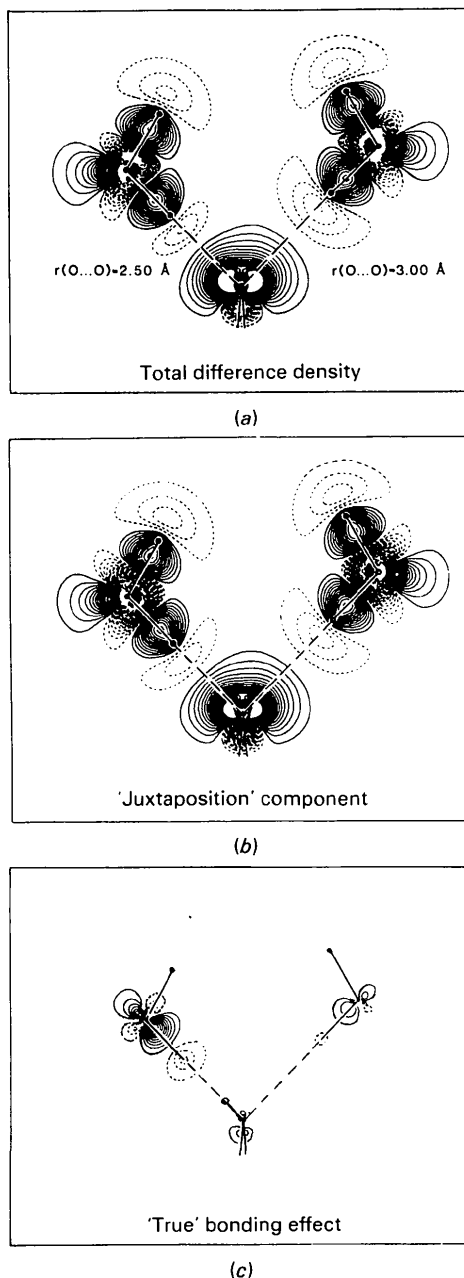 r(O...O)=2.50 Å
r(O...O)=3.00 Å
Total difference density
(a)
'Juxtaposition' component
(b)
'True' bonding effect
(c)